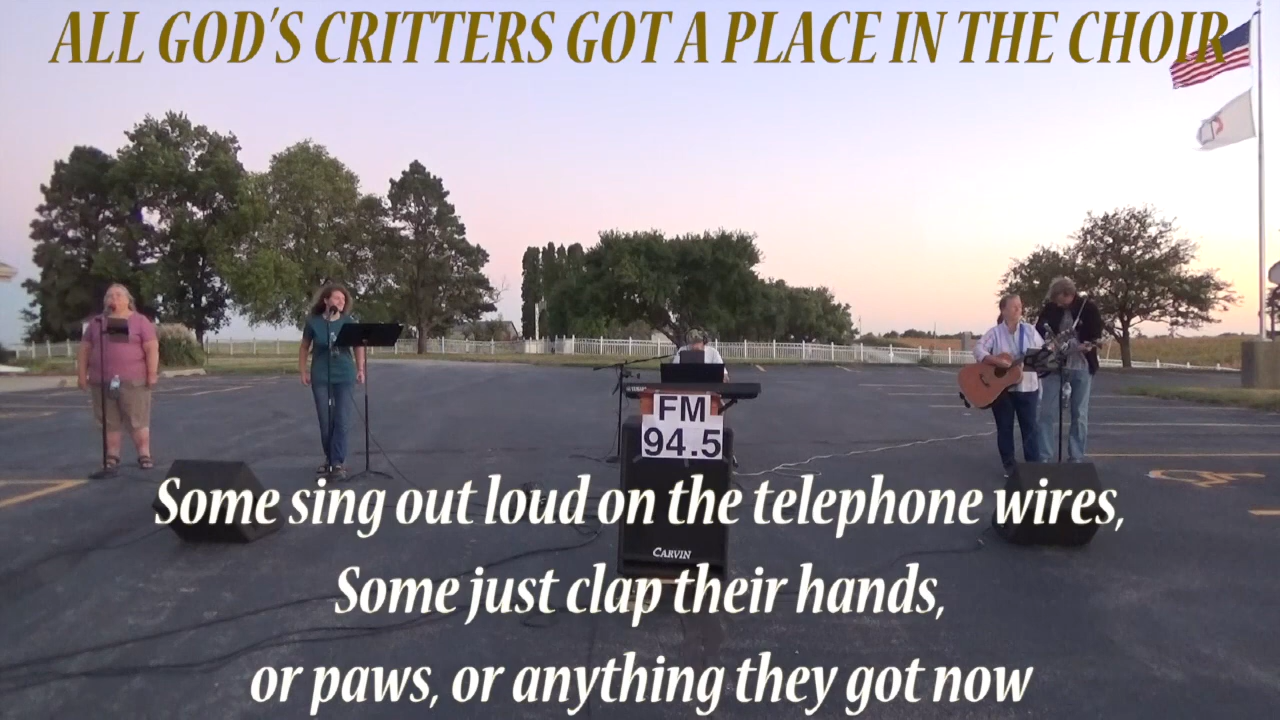 ALL GOD'S CRITTERS GOT A PLACE IN THE CHOIR
FM
94.5
CARVIN
Some sing out loud on the telephone wires,
Some just clap their hands,
or paws, or anything they got now